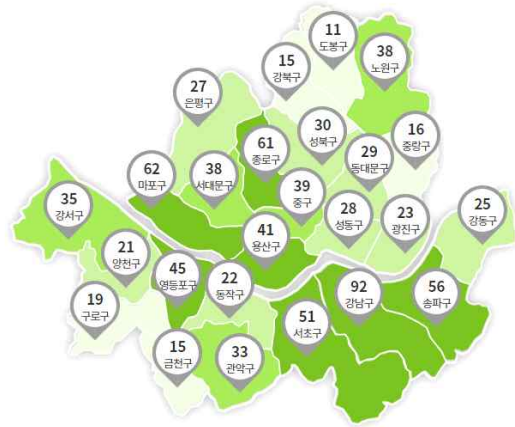 11
도봉구
15
강북구
38
노원구
27
은평구
30
성북구
16
중랑구
61
종로구
29
동대문구
62
마포구
38
서대문구
39
중구
35
강서구
28
성동구
23
광진구
25
강동구
41
용산구
21
양천구
45
영등포구
22
동작구
92
강남구
56
송파구
19
구로구
51
서초구
15
금천구
33
관악구